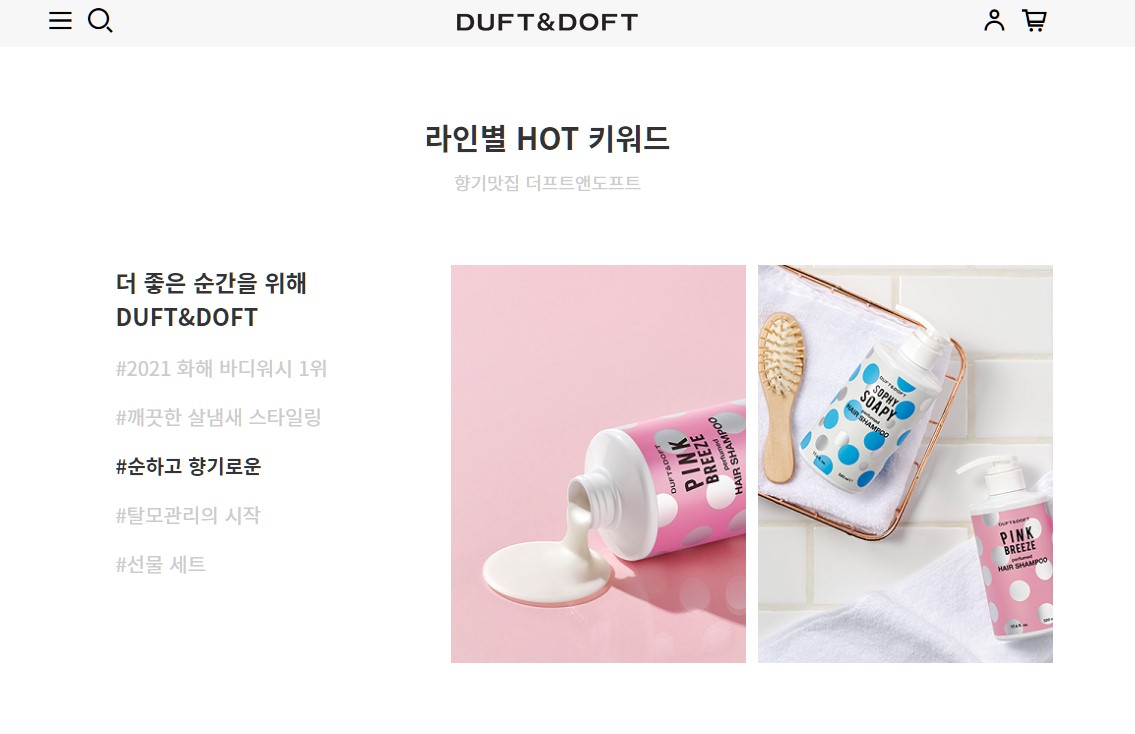 DUFT&DOFT
라인별 HOT 키워드
향기맛집 더프트앤도프트
더 좋은 순간을 위해
DUFT&DOFT
#2021 화해 바디워시 1위
#깨끗한 살냄새 스타일링
#순하고 향기로운
#탈모관리의 시작
#선물 세트
DUFT&DOFT
PINK
BREEZE
perfumed
HAIR SHAMPOO
DUFT&DOFT
SOPHY
SOAPY
perfumed
HAIR SHAMPOO
DUFT&DOFT
PINK
BREEZE
perfumed
HAIR SHAMPOO